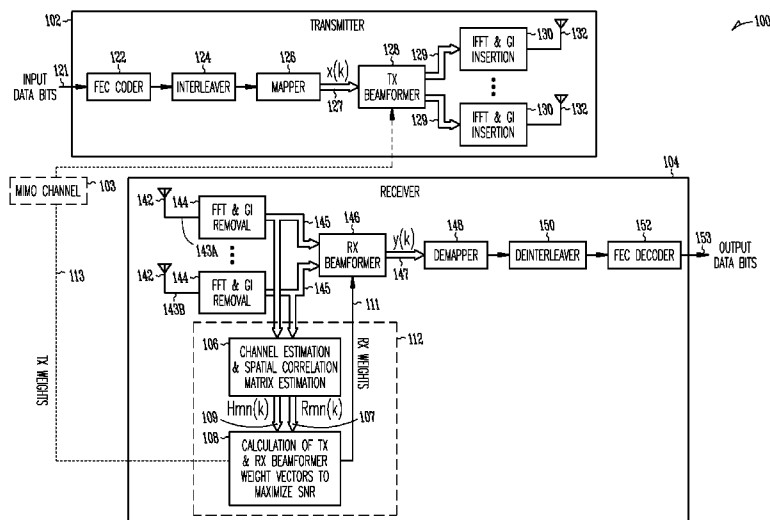 100
102
TRANSMITTER
INPUT
DATA BITS
121
122
FEC CODER
124
INTERLEAVER
126
MAPPER
x(k)
127
128
TX
BEAMFORMER
129
129
130
IFFT & GI
INSERTION
132
130
IFFT & GI
INSERTION
132
MIMO CHANNEL
103
104
RECEIVER
142
144
FFT & GI
REMOVAL
143A
145
142
144
FFT & GI
REMOVAL
143B
145
146
RX
BEAMFORMER
y(k)
147
148
DEMAPPER
150
DEINTERLEAVER
152
FEC DECODER
153
OUTPUT
DATA BITS
113
TX WEIGHTS
111
RX WEIGHTS
112
106
CHANNEL ESTIMATION
& SPATIAL CORRELATION
MATRIX ESTIMATION
Hmn(k)
Rmn(k)
109
107
108
CALCULATION OF TX
& RX BEAMFORMER
WEIGHT VECTORS TO
MAXIMIZE SNR